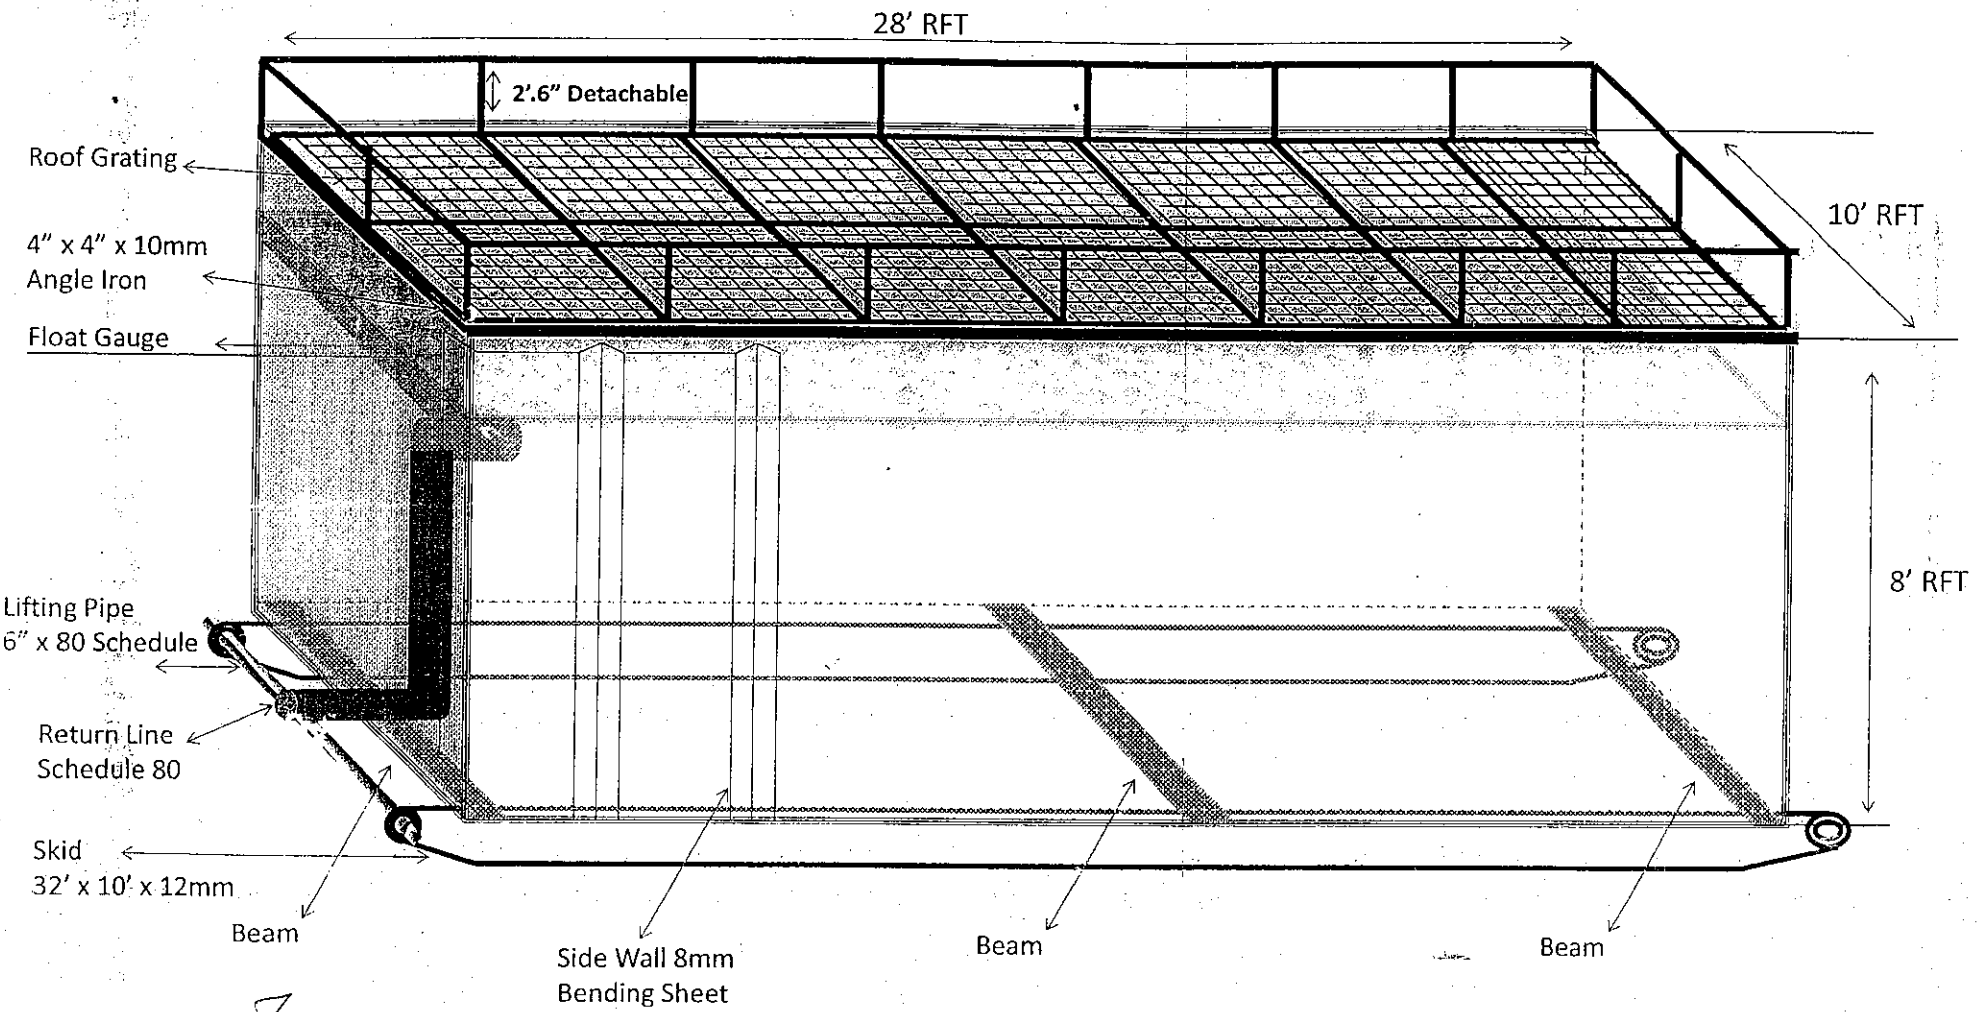 28' RFT
2'.6" Detachable
Roof Grating
10' RFT
4" x 4" x 10mm
Angle Iron
Float Gauge
8' RFT
Lifting Pipe
6" x 80 Schedule
Return Line
Schedule 80
Skid
32' x 10' x 12mm
Beam
Side Wall 8mm
Bending Sheet
Beam
Beam